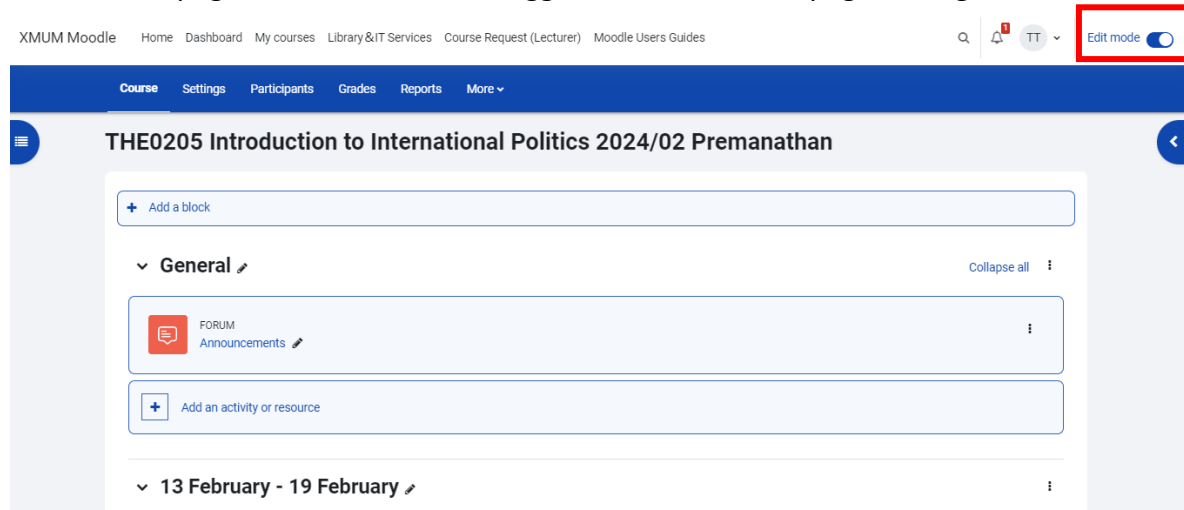 XMUM Moodle Home Dashboard My courses Library&IT Services Course Request (Lecturer) Moodle Users Guides 1 TT Edit mode
Course Settings Participants Grades Reports More
THE0205 Introduction to International Politics 2024/02 Premanathan
Add a block
General Collapse all
FORUM
Announcements
Add an activity or resource
13 February - 19 February